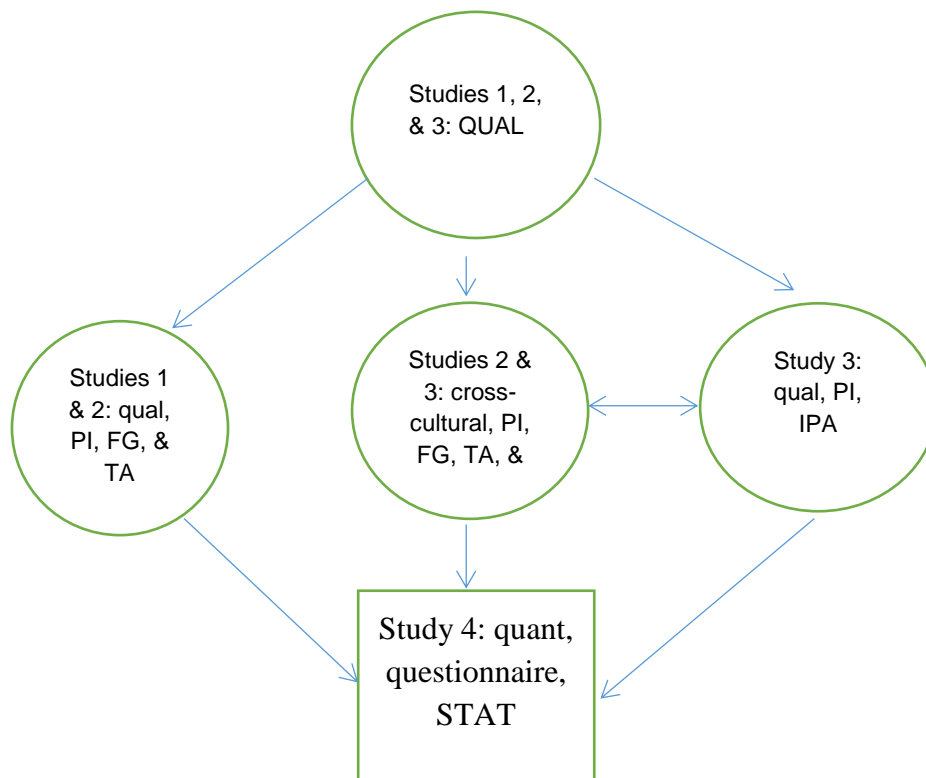 Studies 1, 2,
& 3: QUAL
Studies 1
& 2: qual,
PI, FG, &
TA
Studies 2 &
3: cross-
cultural, PI,
FG, TA, &
Study 3:
qual, PI,
IPA
Study 4: quant,
questionnaire,
STAT